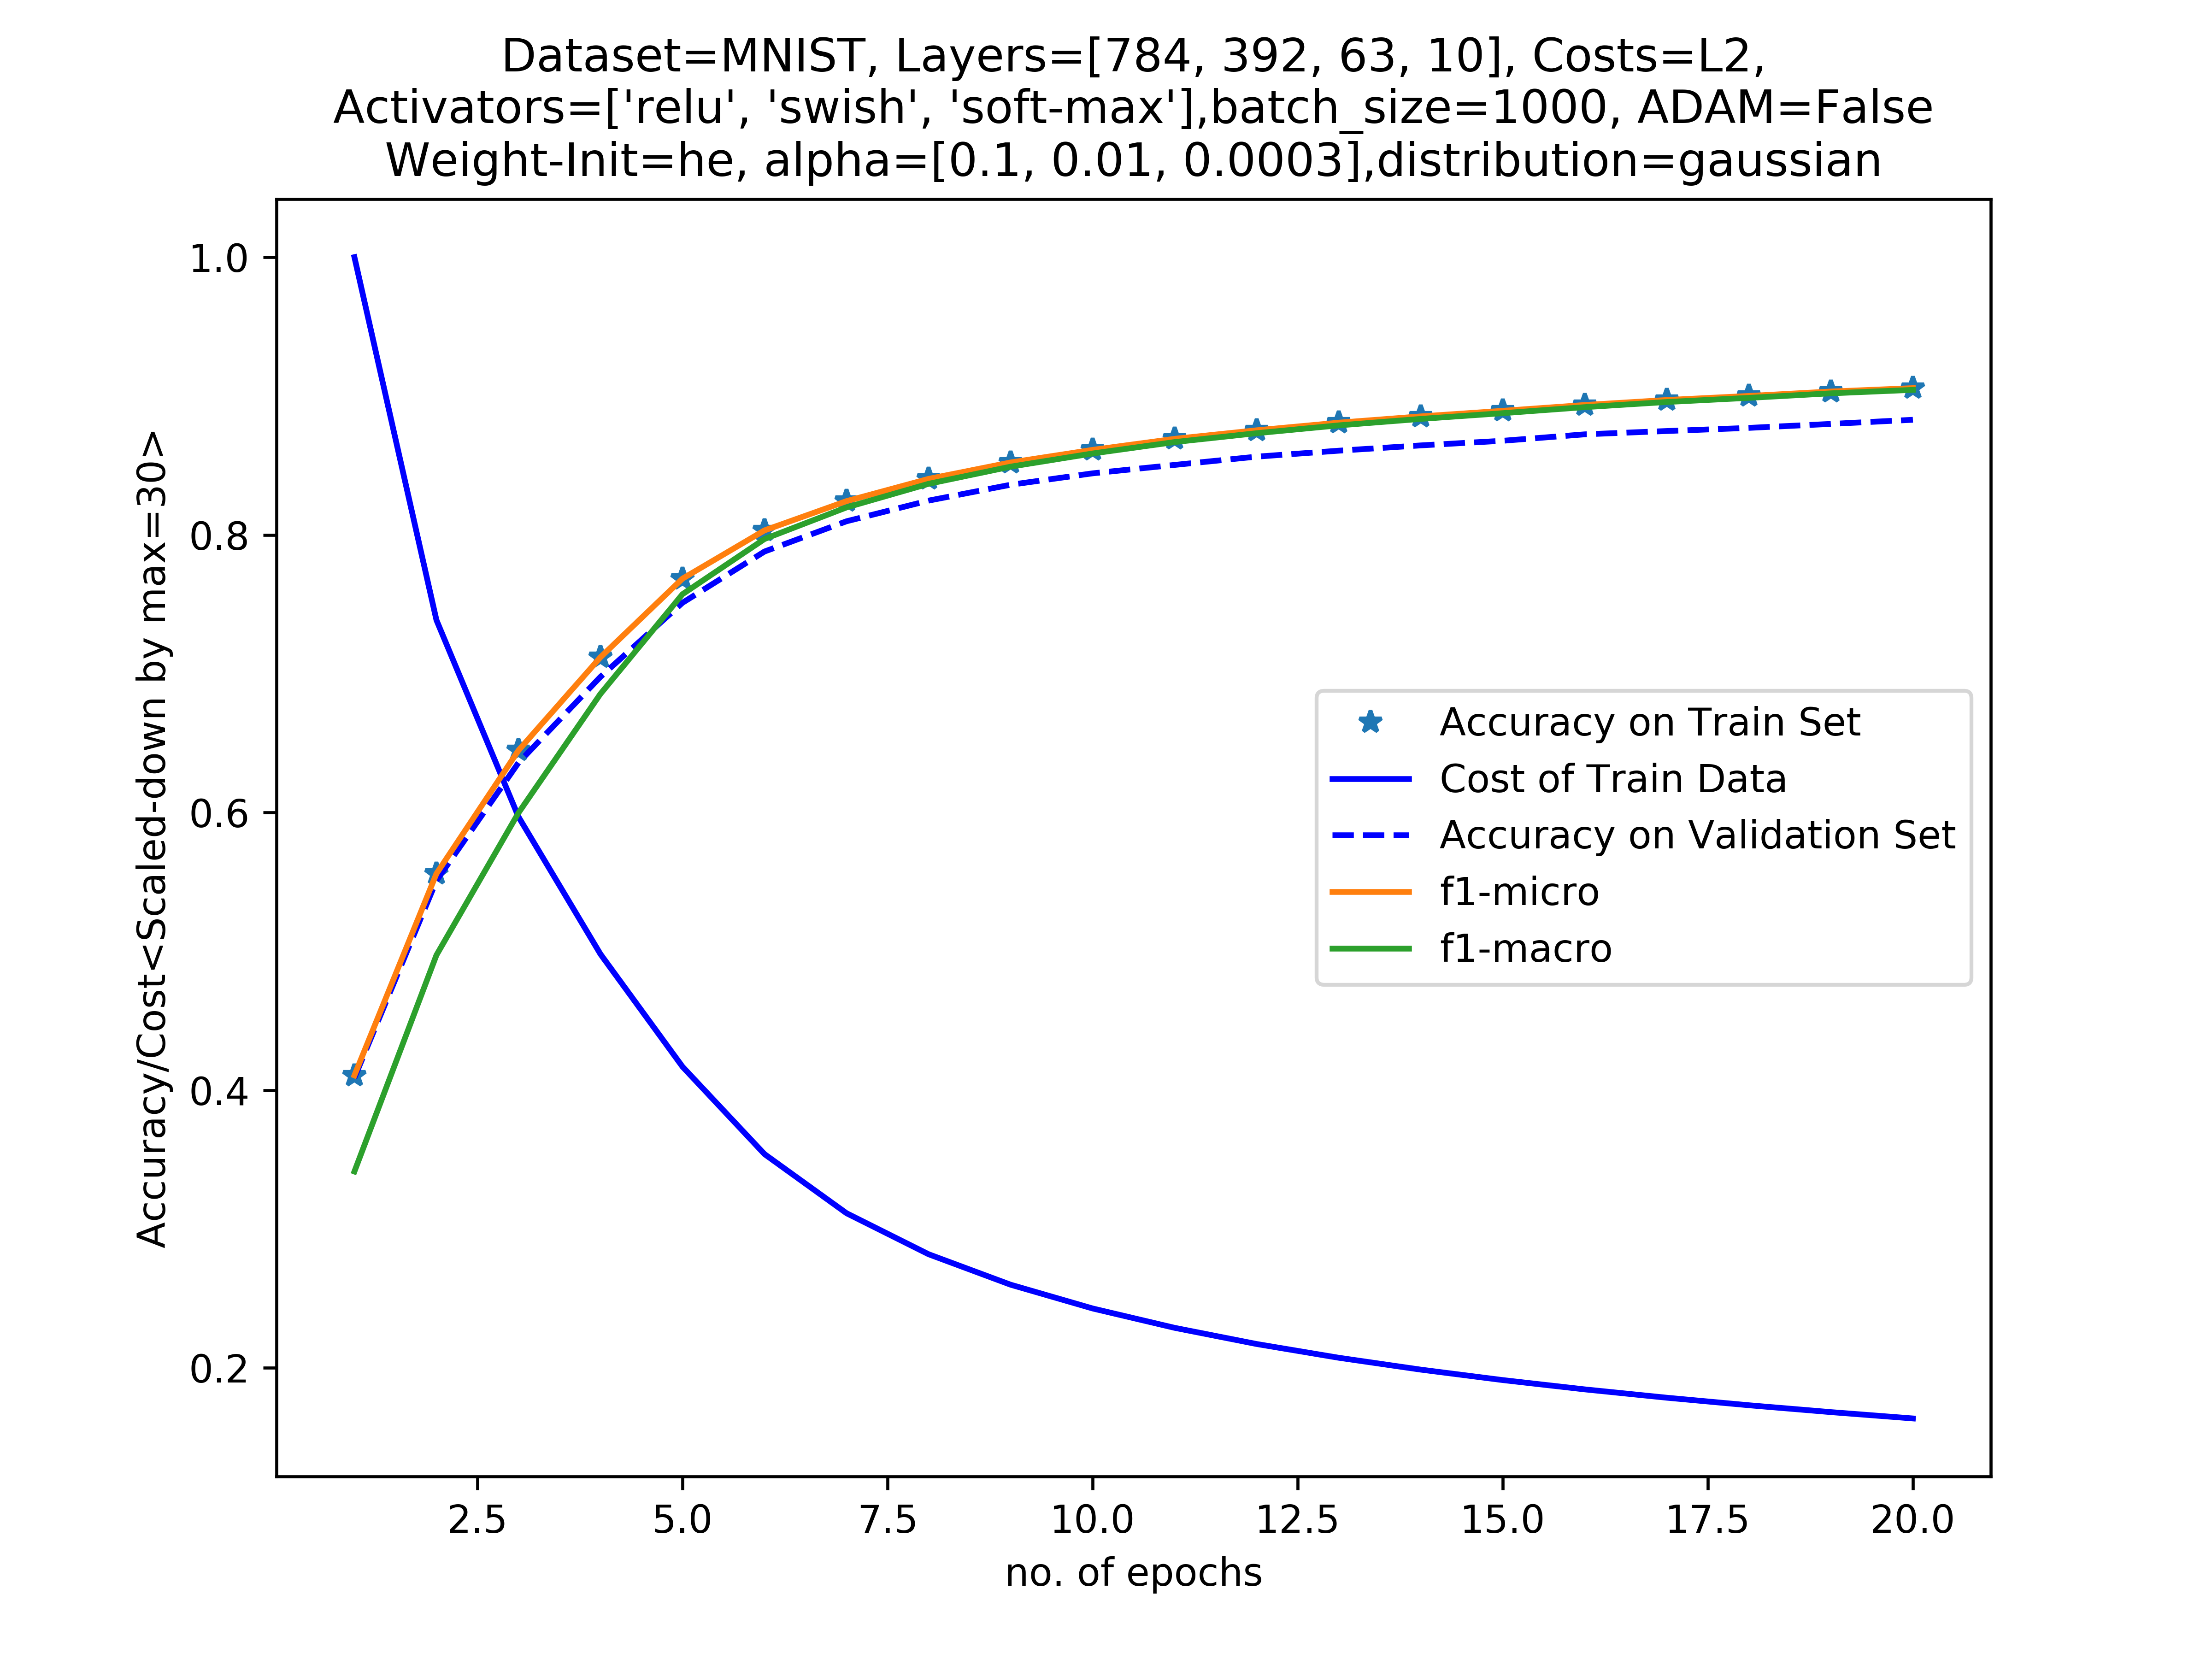 Dataset=MNIST, Layers=[784, 392, 63, 10], Costs=L2,
Activators=['relu', 'swish', 'soft-max'],batch_size=1000, ADAM=False
Weight-Init=he, alpha=[0.1, 0.01, 0.0003],distribution=gaussian
Accuracy/Cost<Scaled-down by max=30>
1.0
0.8
0.6
0.4
0.2
Accuracy on Train Set
Cost of Train Data
Accuracy on Validation Set
f1-micro
f1-macro
2.5 5.0 7.5 10.0 12.5 15.0 17.5 20.0
no. of epochs